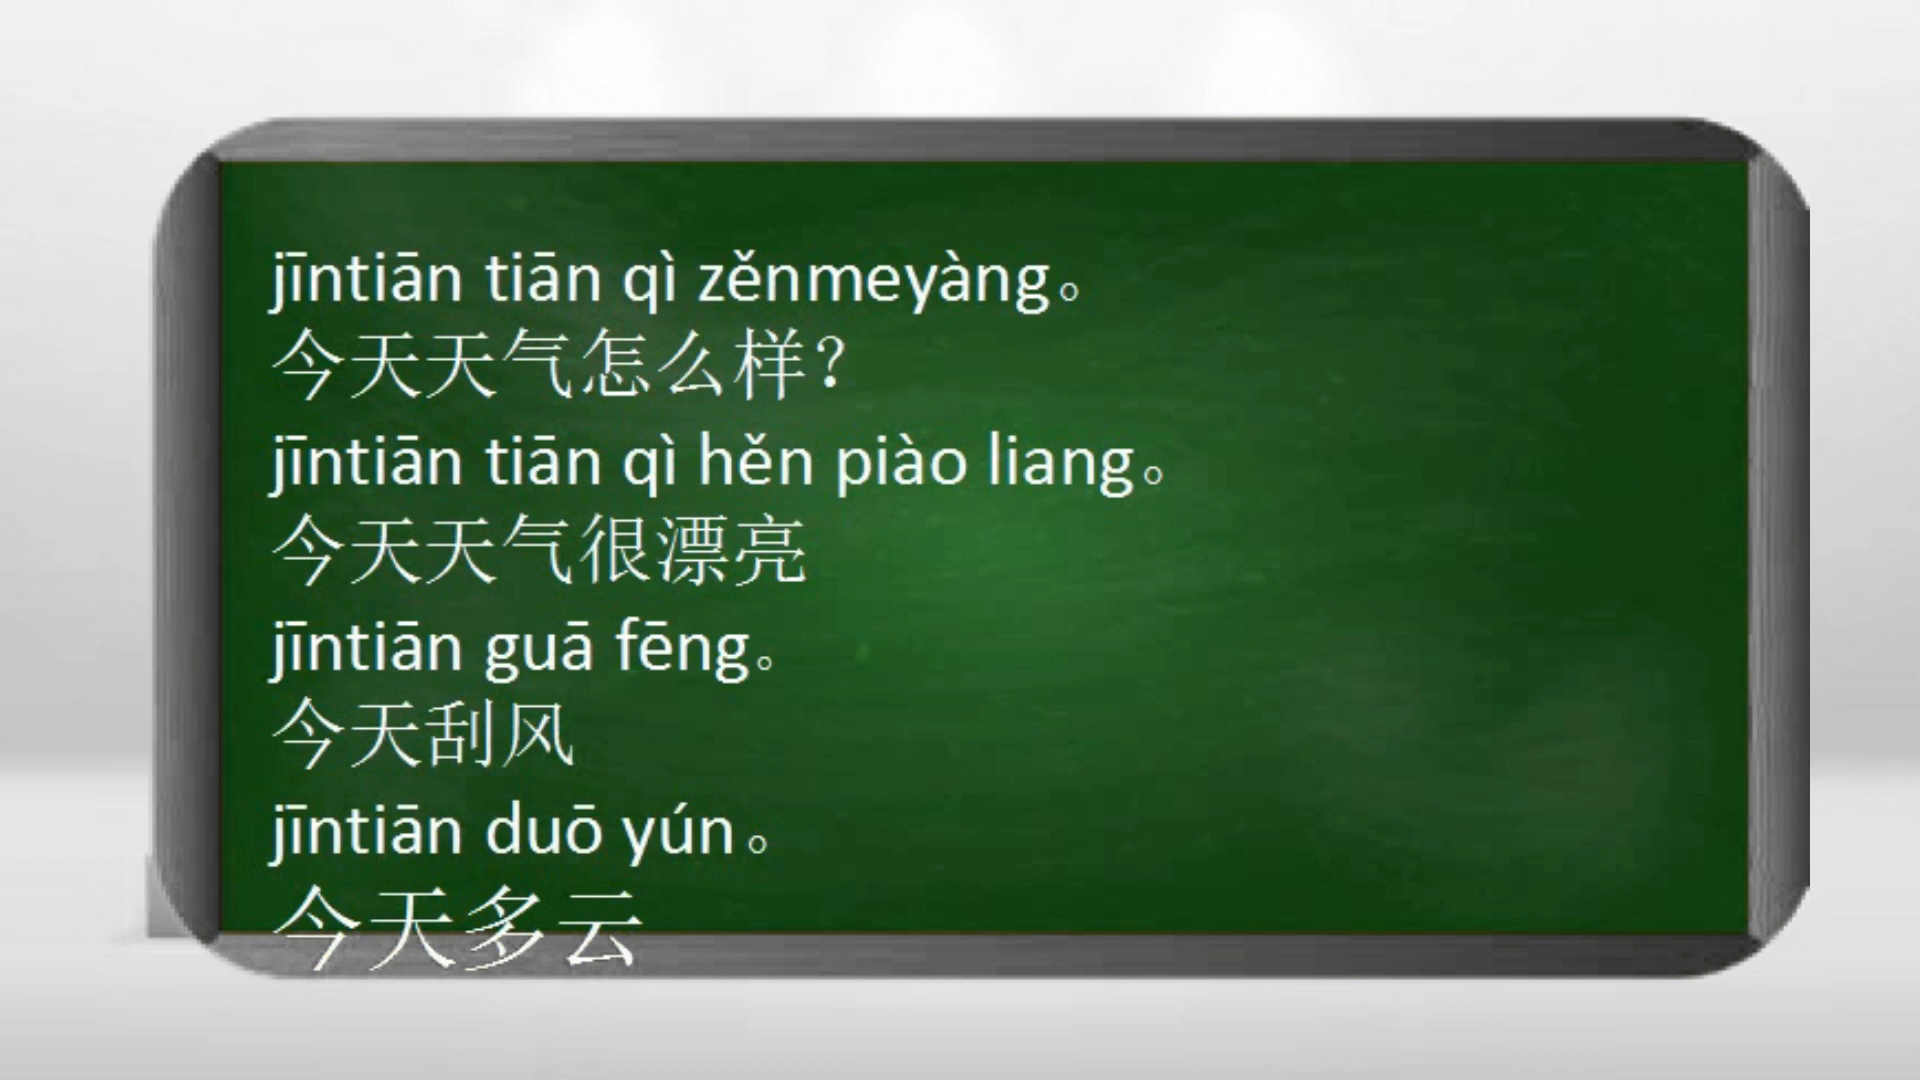 jīntiān tiān qì zěnmeyàng。
今天天气怎么样？
jīntiān tiān qì hěn piào liang。
今天天气很漂亮
jīntiān guā fēng。
今天刮风
jīntiān duō yún。
今天多云